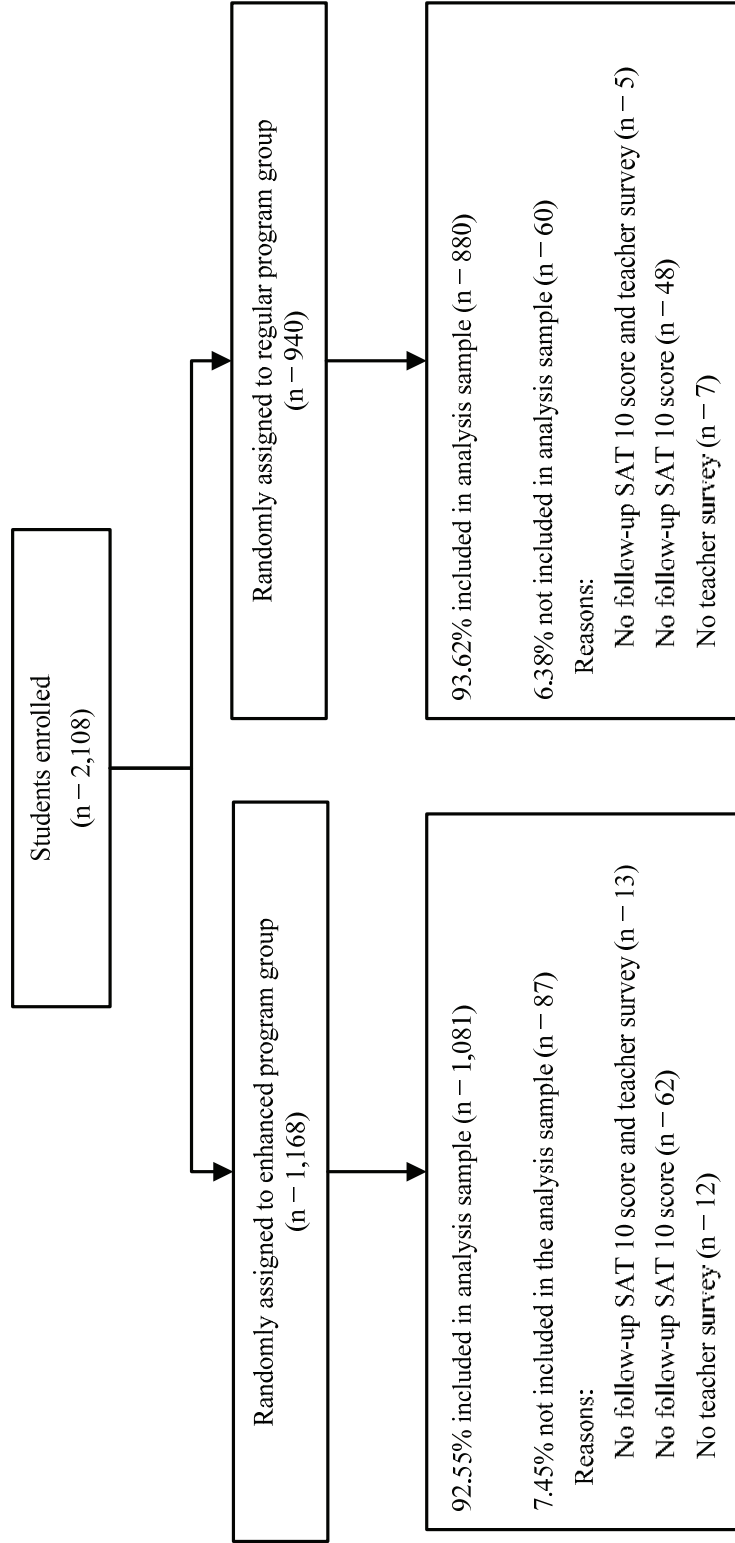 Students enrolled
(n – 2,108)
Randomly assigned to enhanced program group
(n – 1,168)
Randomly assigned to regular program group
(n – 940)
92.55% included in analysis sample (n – 1,081)
7.45% not included in the analysis sample (n – 87)
Reasons:
No follow-up SAT 10 score and teacher survey (n – 13)
No follow-up SAT 10 score (n – 62)
No teacher survey (n – 12)
93.62% included in analysis sample (n – 880)
6.38% not included in analysis sample (n – 60)
Reasons:
No follow-up SAT 10 score and teacher survey (n – 5)
No follow-up SAT 10 score (n – 48)
No teacher survey (n – 7)